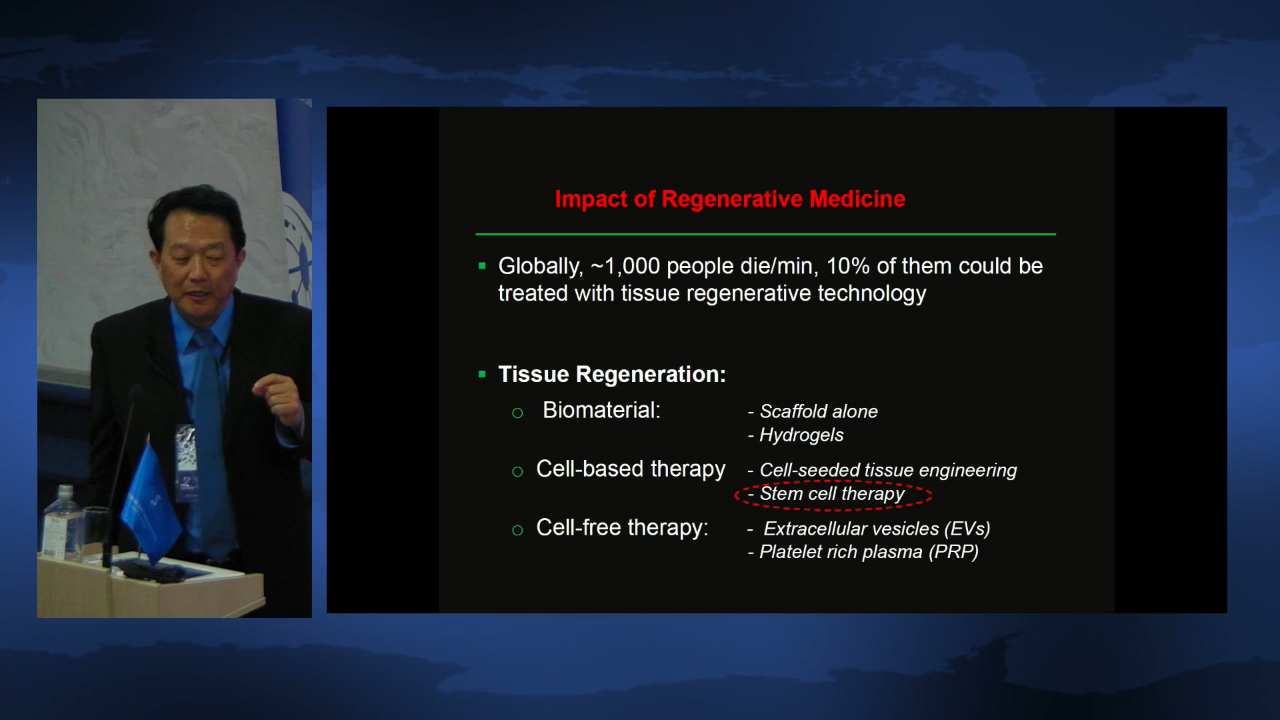 Impact of Regenerative Medicine
▪ Globally, ~1,000 people die/min, 10% of them could be
treated with tissue regenerative technology
▪ Tissue Regeneration:
o Biomaterial: - Scaffold alone
- Hydrogels
o Cell-based therapy - Cell-seeded tissue engineering
- Stem cell therapy
o Cell-free therapy: - Extracellular vesicles (EVs)
- Platelet rich plasma (PRP)